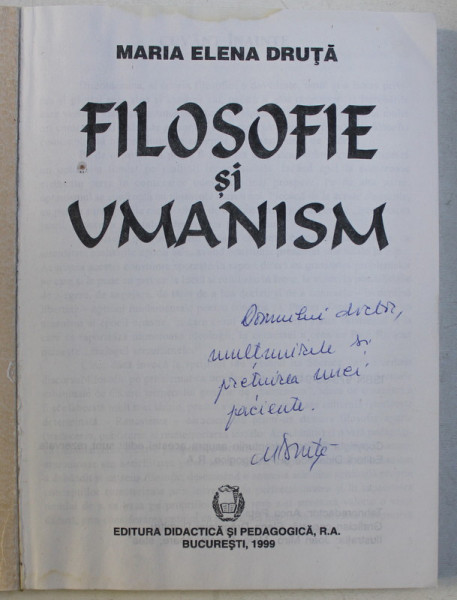 MARIA ELENA DRUȚĂ
FILOSOFIE
și
UMANISM
Domnului doctor,
mulțumirile și
prețuirea unei
paciente.
MDruță
EDITURA DIDACTICĂ ȘI PEDAGOGICĂ, R.A.
BUCUREȘTI, 1999